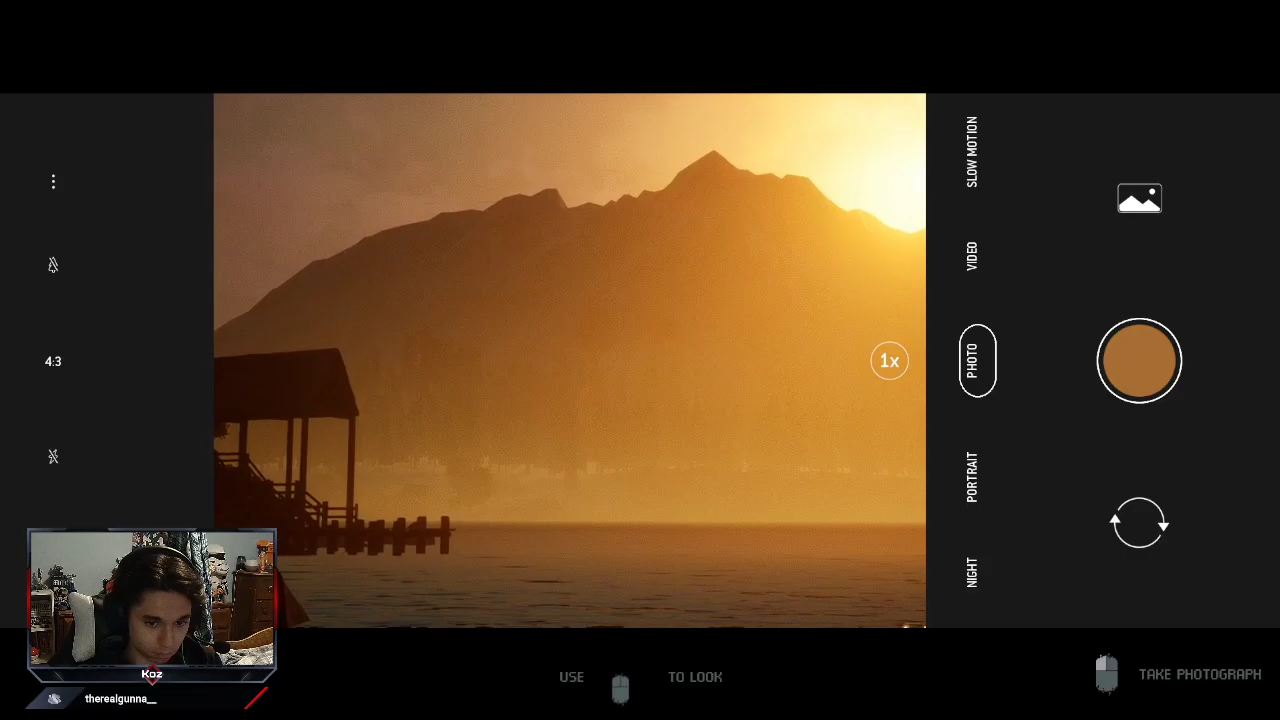 SLOW MOTION
VIDEO
4:3
1x
PHOTO
PORTRAIT
NIGHT
Koz
therealgunna__
USE TO LOOK
TAKE PHOTOGRAPH